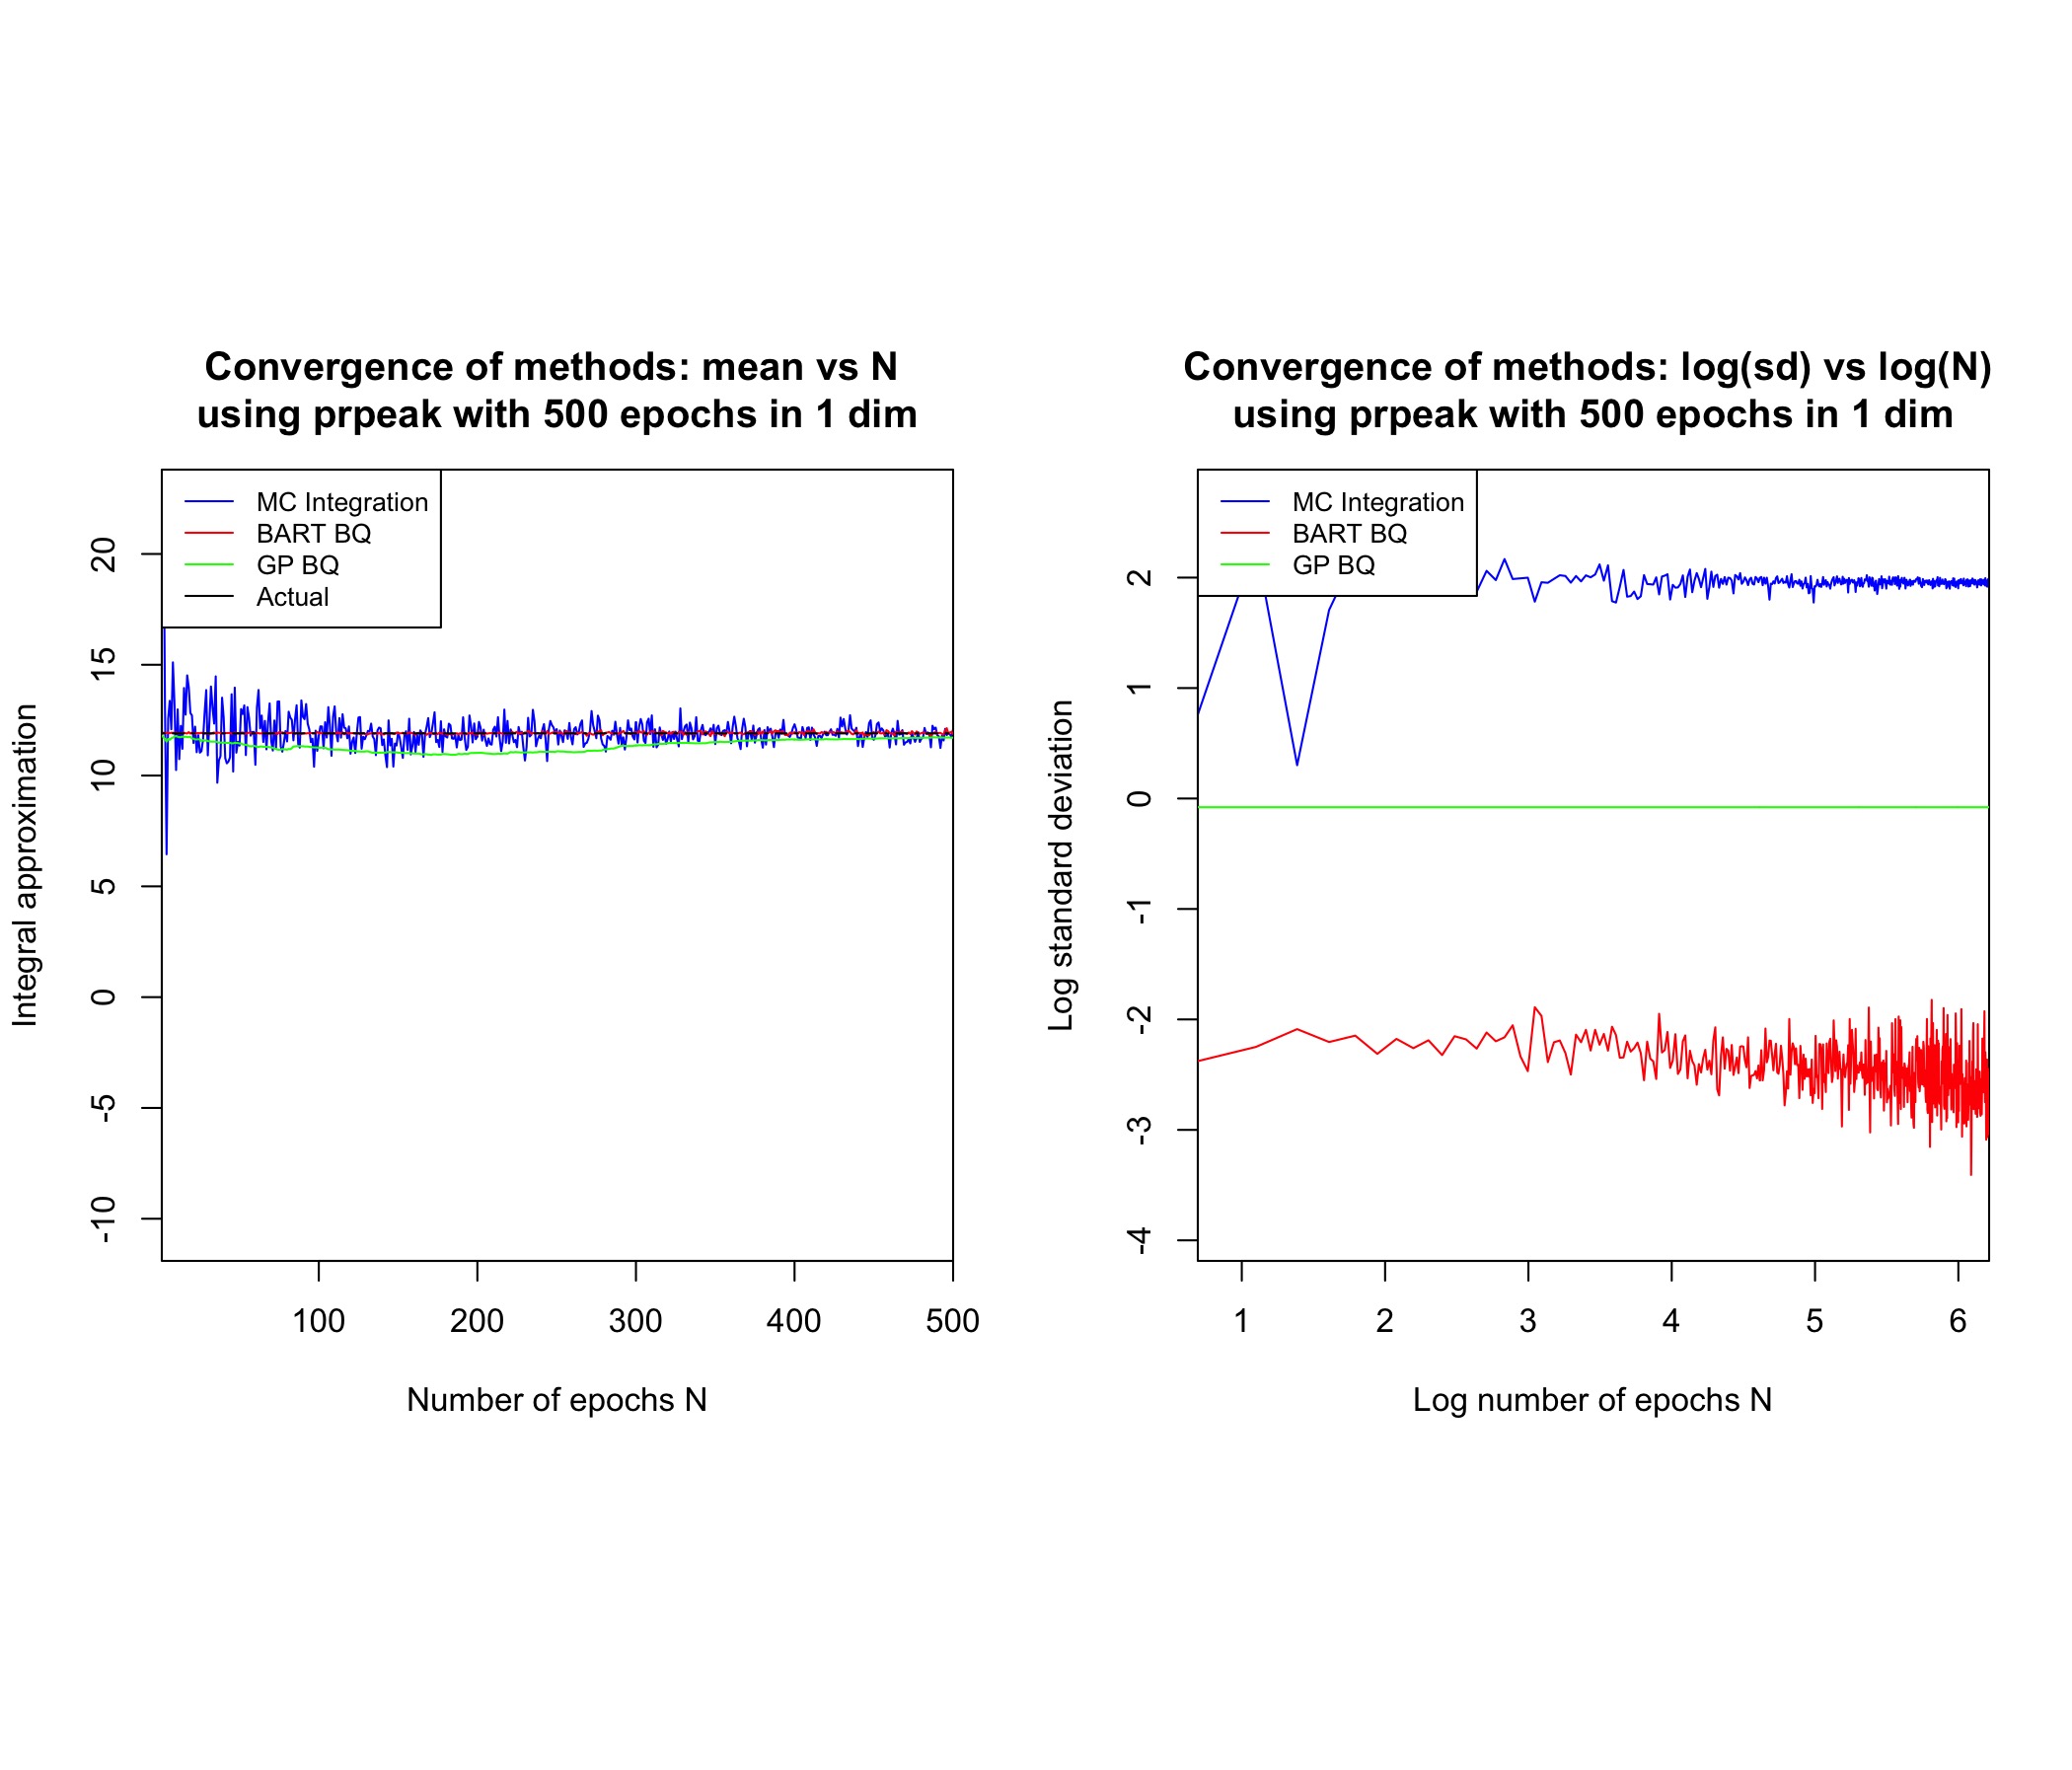 Convergence of methods: mean vs N
using prpeak with 500 epochs in 1 dim
MC Integration
BART BQ
GP BQ
Actual
20
15
10
5
0
-5
-10
Integral approximation
100 200 300 400 500
Number of epochs N
Convergence of methods: log(sd) vs log(N)
using prpeak with 500 epochs in 1 dim
MC Integration
BART BQ
GP BQ
2
1
0
-1
-2
-3
-4
Log standard deviation
1 2 3 4 5 6
Log number of epochs N